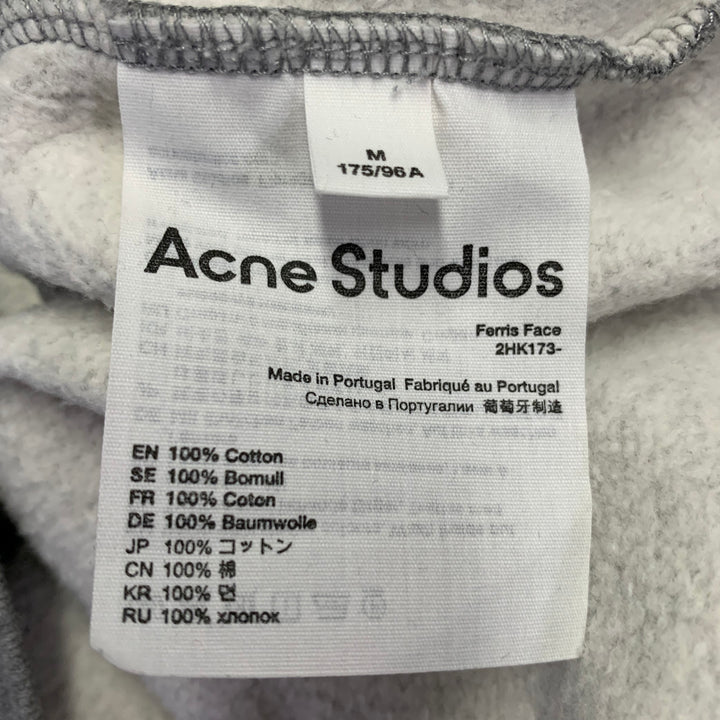 M
175/96A
Acne Studios
Ferris Face
2HK173-
Made in Portugal Fabriqué au Portugal
Сделано в Португалии 葡萄牙制造
EN 100% Cotton
SE 100% Bomull
FR 100% Coton
DE 100% Baumwolle
JP 100% コットン
CN 100% 棉
KR 100% 면
RU 100% хлопок